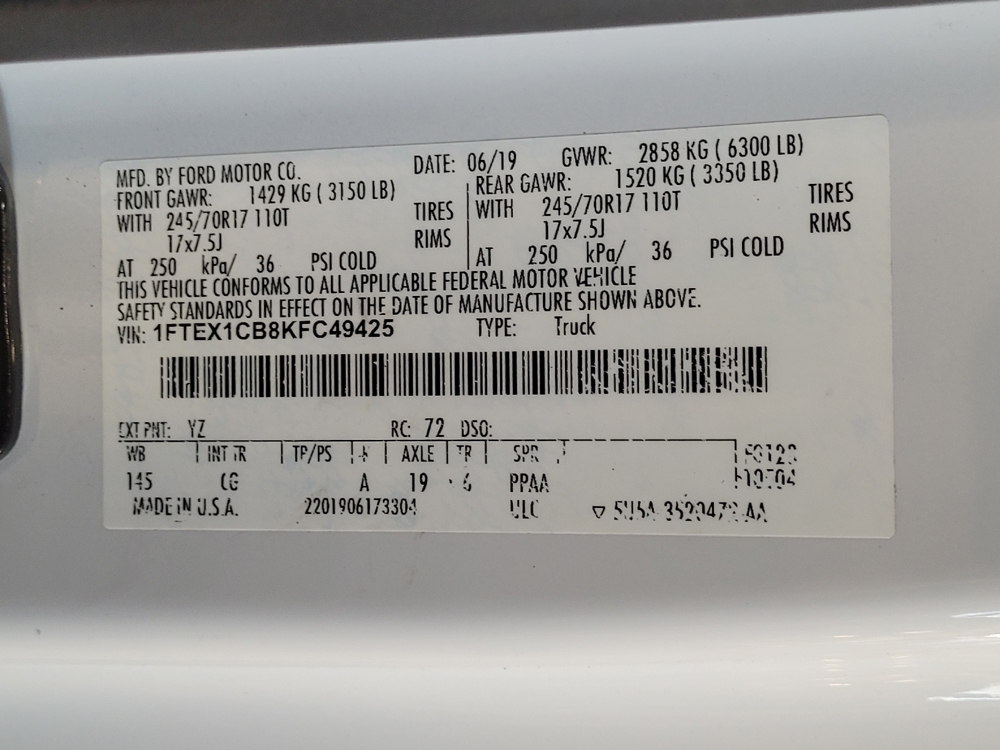 MFD. BY FORD MOTOR CO. DATE: 06/19 GVWR: 2858 KG ( 6300 LB)
FRONT GAWR: 1429 KG ( 3150 LB) REAR GAWR: 1520 KG ( 3350 LB)
WITH 245/70R17 110T TIRES WITH 245/70R17 110T TIRES
17x7.5J RIMS 17x7.5J RIMS
AT 250 kPa/ 36 PSI COLD AT 250 kPa/ 36 PSI COLD
THIS VEHICLE CONFORMS TO ALL APPLICABLE FEDERAL MOTOR VEHICLE
SAFETY STANDARDS IN EFFECT ON THE DATE OF MANUFACTURE SHOWN ABOVE.
VIN: 1FTEX1CB8KFC49425 TYPE: Truck
EXT PNT: YZ RC: 72 DSO:
WB INT TR TP/PS R AXLE TR SPR
145 CG A 19 6 PPAA
MADE IN U.S.A. 2201906173304 ULC